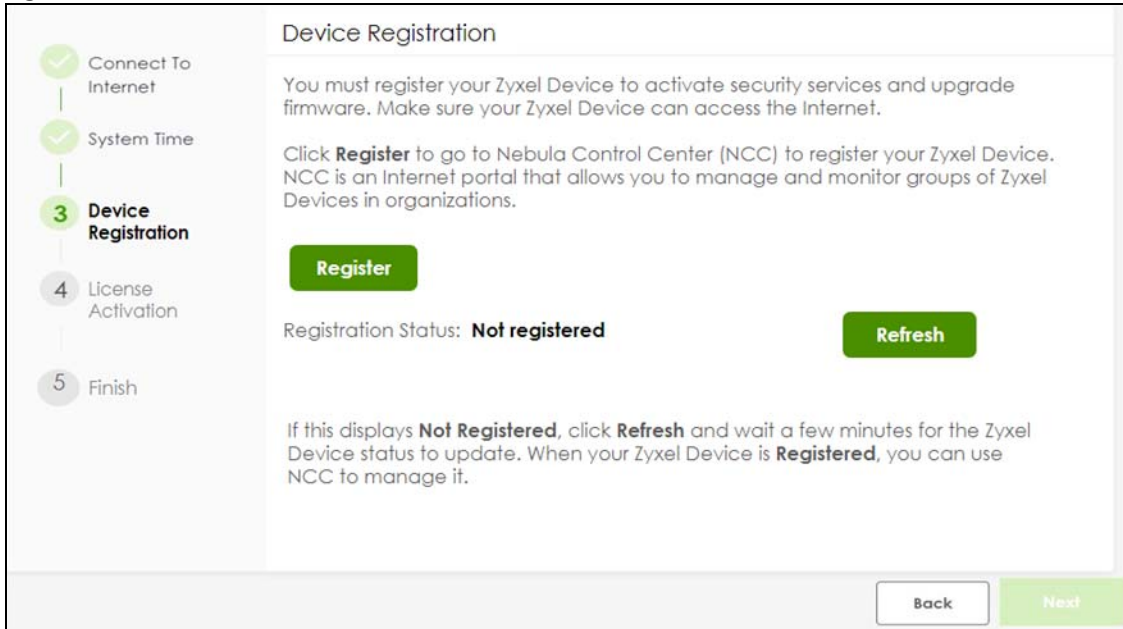 Device Registration
Connect To
Internet
System Time
3 Device
Registration
4 License
Activation
5 Finish
You must register your Zyxel Device to activate security services and upgrade
firmware. Make sure your Zyxel Device can access the Internet.
Click Register to go to Nebula Control Center (NCC) to register your Zyxel Device.
NCC is an Internet portal that allows you to manage and monitor groups of Zyxel
Devices in organizations.
Register
Registration Status: Not registered
Refresh
If this displays Not Registered, click Refresh and wait a few minutes for the Zyxel
Device status to update. When your Zyxel Device is Registered, you can use
NCC to manage it.
Back
Next